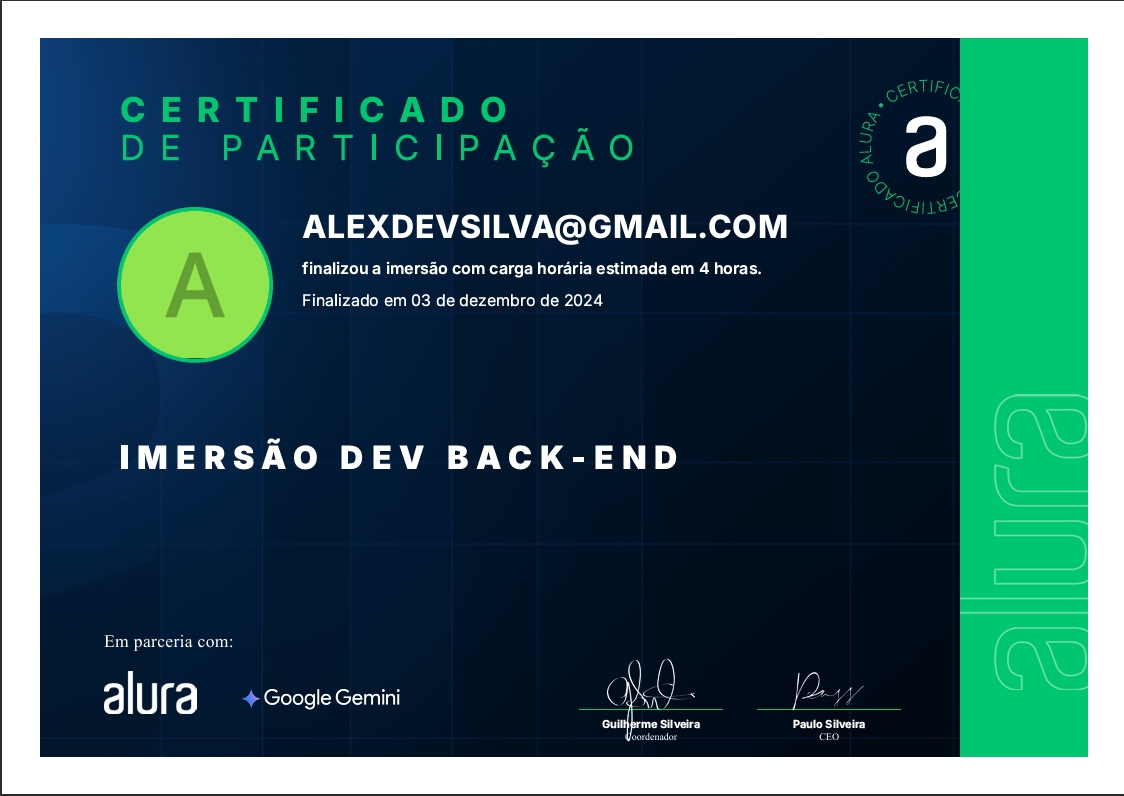 CERTIFICADO
DE PARTICIPAÇÃO
CERTIFICADO ALURA • CERTIFICA
a
A
ALEXDEVSILVA@GMAIL.COM
finalizou a imersão com carga horária estimada em 4 horas.
Finalizado em 03 de dezembro de 2024
IMERSÃO DEV BACK-END
alura
Em parceria com:
alura Google Gemini
Guilherme Silveira
Coordenador
Paulo Silveira
CEO